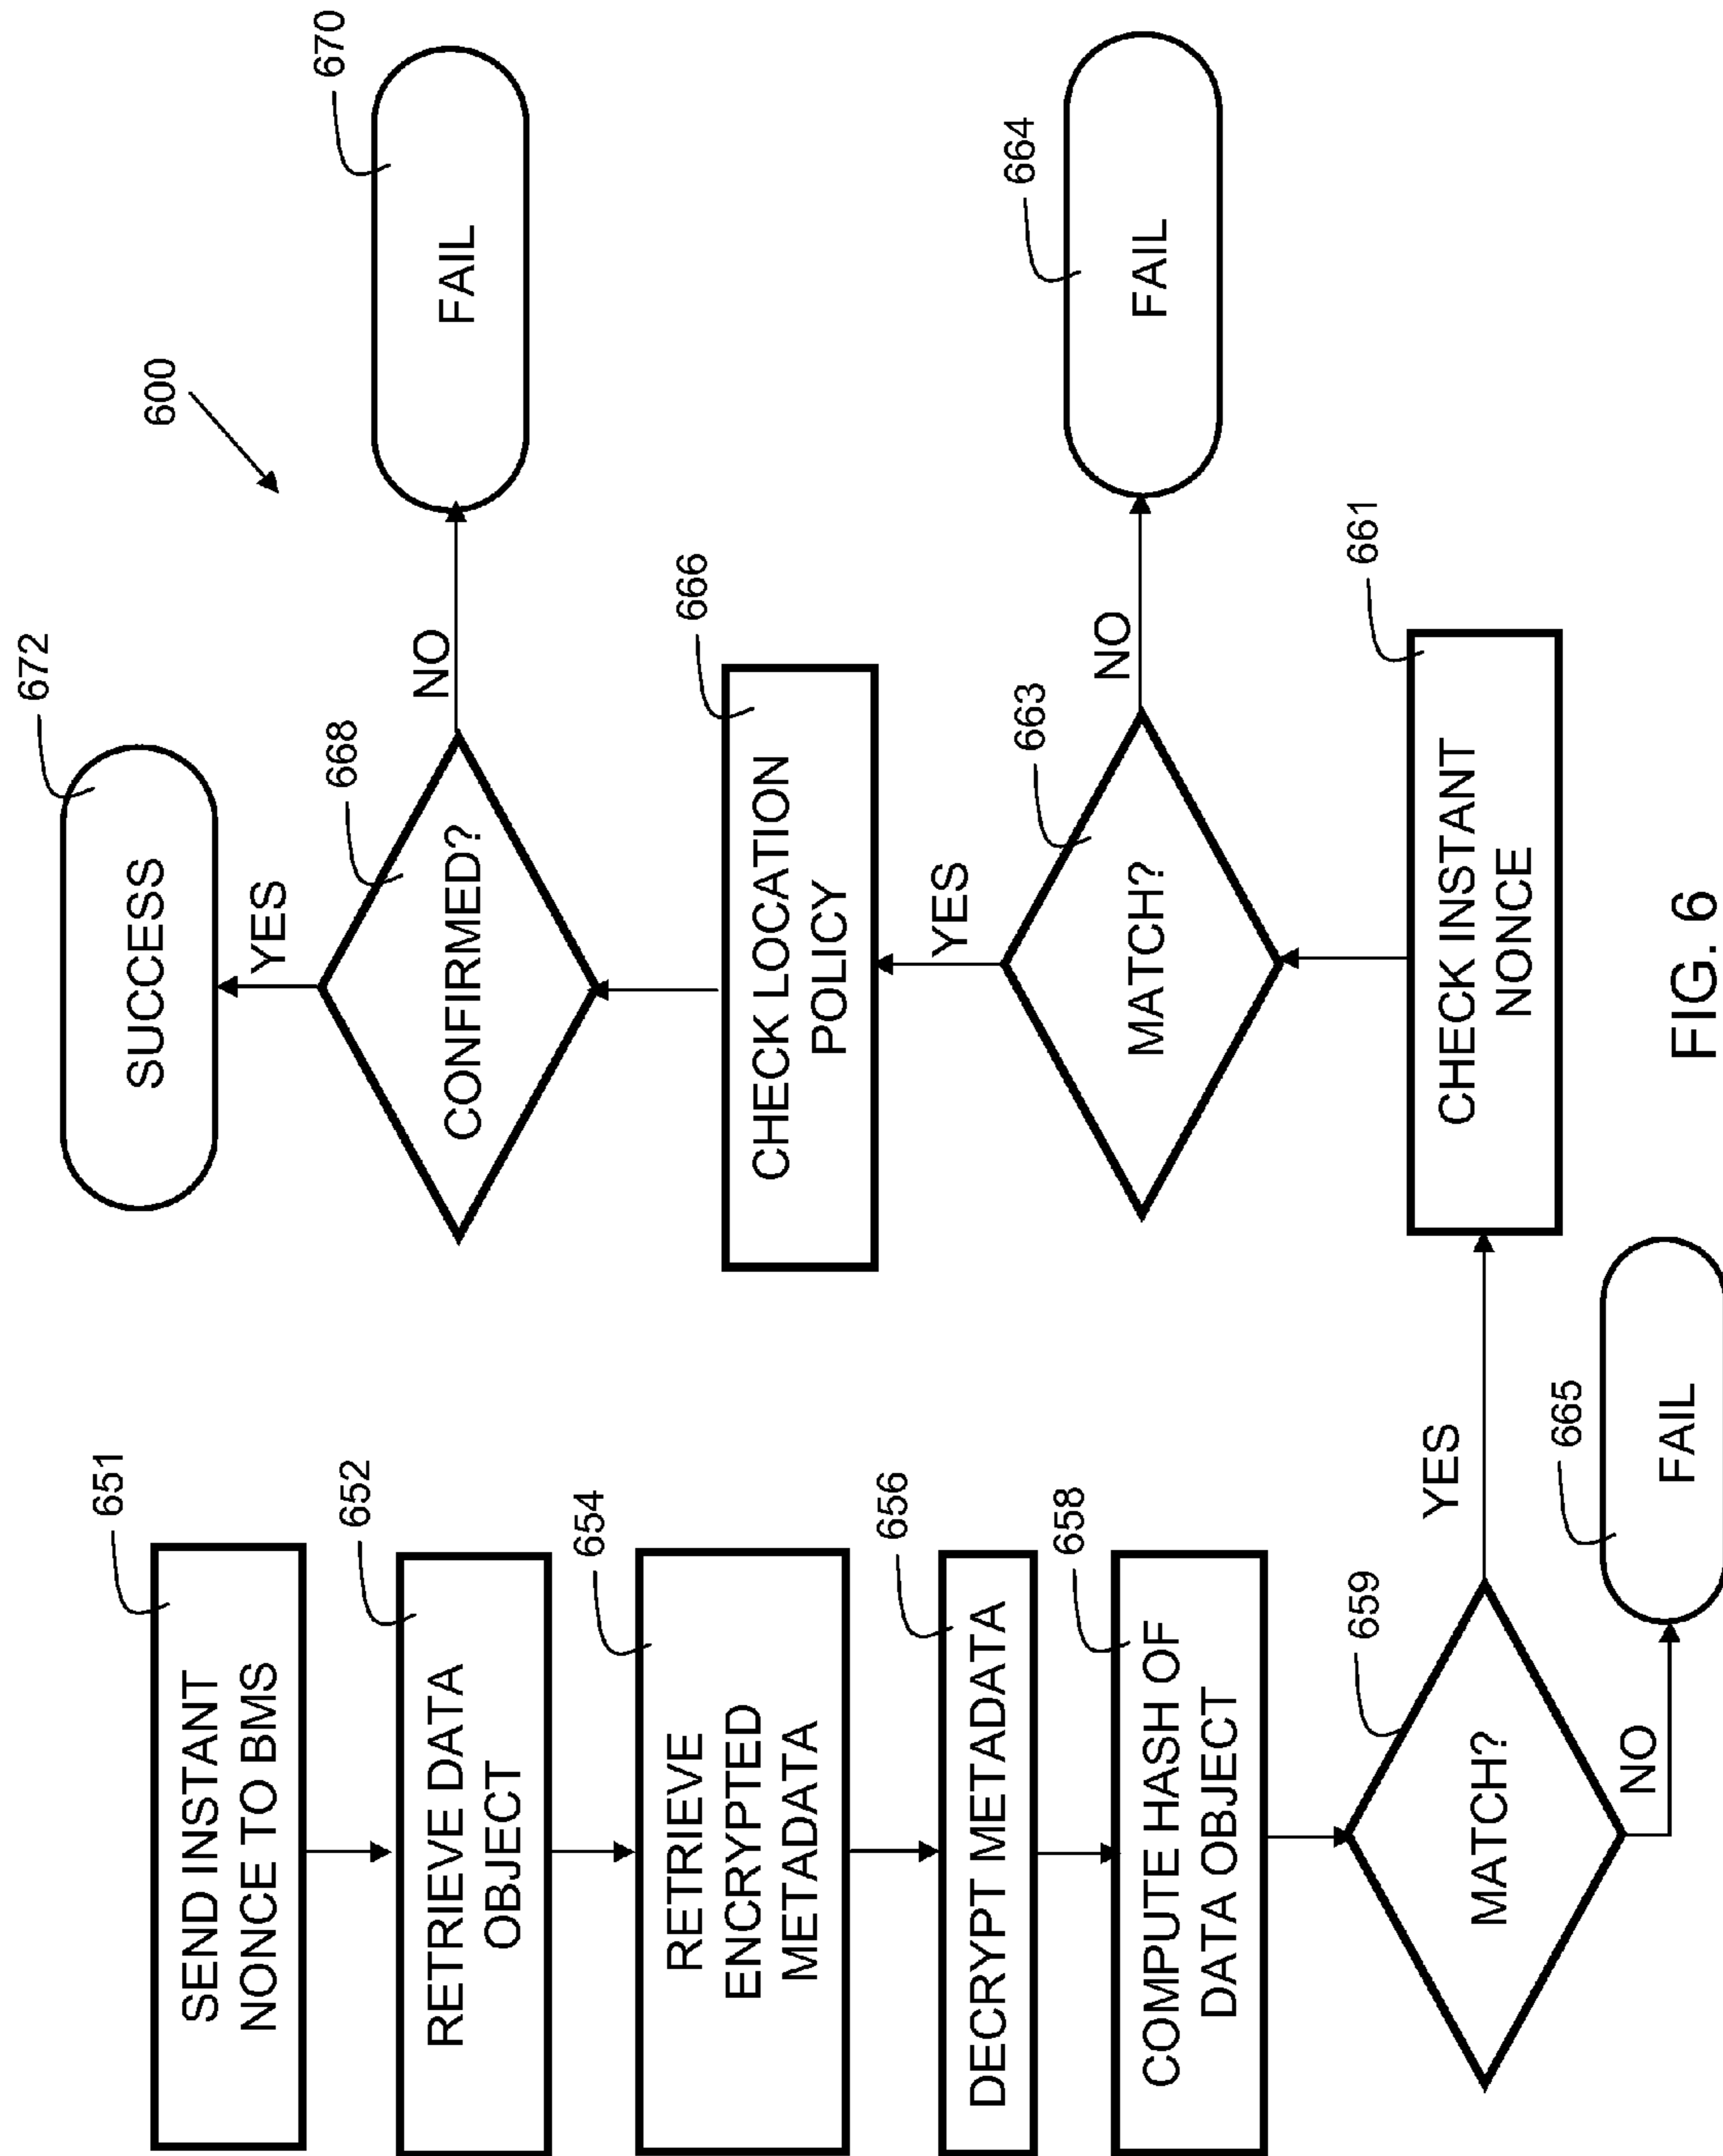 600
651
SEND INSTANT
NONCE TO BMS
652
RETRIEVE DATA
OBJECT
654
RETRIEVE
ENCRYPTED
METADATA
656
DECRYPT METADATA
658
COMPUTE HASH OF
DATA OBJECT
659
MATCH?
YES
NO
665
FAIL
661
CHECK INSTANT
NONCE
663
MATCH?
NO
664
FAIL
YES
666
CHECK LOCATION
POLICY
668
CONFIRMED?
NO
670
FAIL
YES
672
SUCCESS
FIG. 6